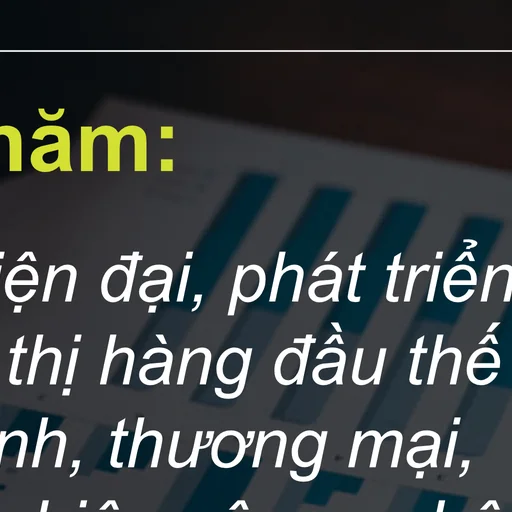 năm:
iện đại, phát triển
thị hàng đầu thế
nh, thương mại,